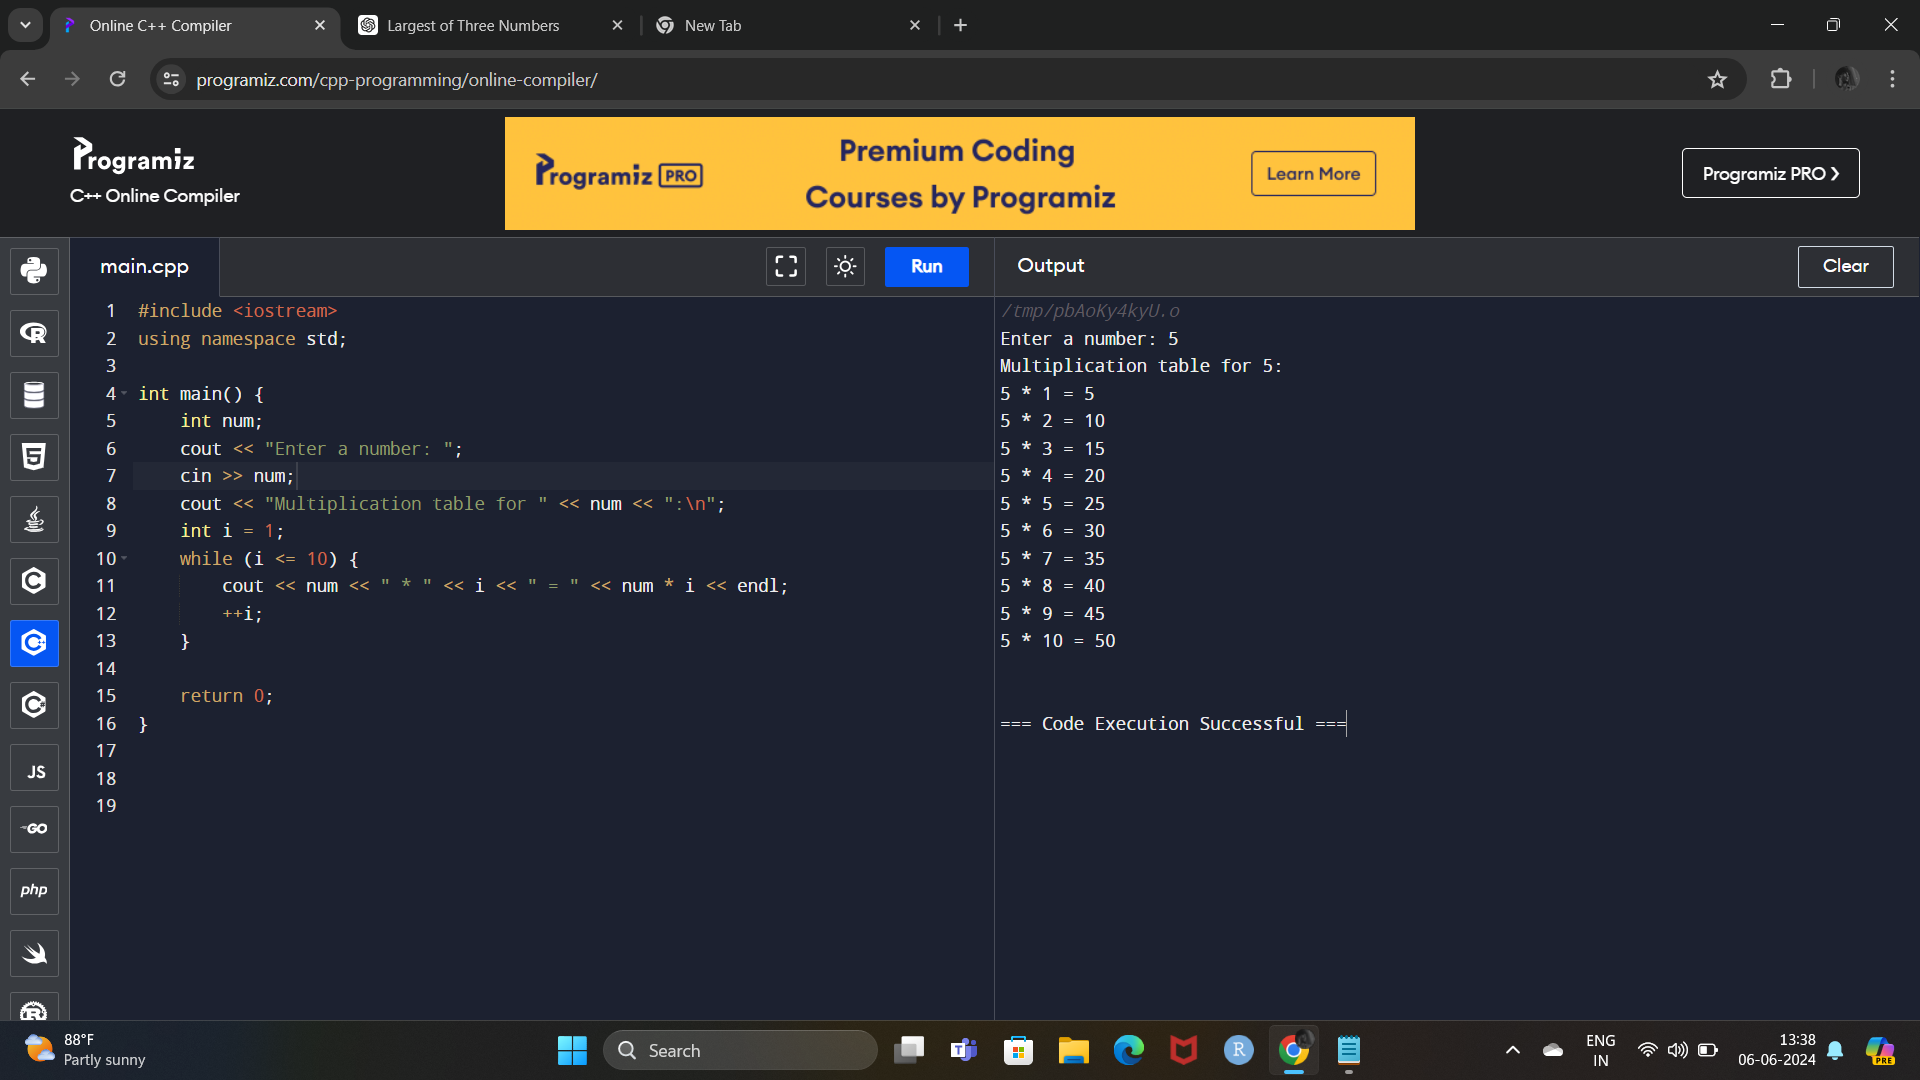 Online C++ Compiler
Largest of Three Numbers
New Tab
programiz.com/cpp-programming/online-compiler/
Programiz
C++ Online Compiler
Programiz PRO
Premium Coding
Courses by Programiz
Learn More
Programiz PRO
main.cpp
Run
Output
Clear
1 #include <iostream>
2 using namespace std;
3
4 int main() {
5 int num;
6 cout << "Enter a number: ";
7 cin >> num;
8 cout << "Multiplication table for " << num << ":\n";
9 int i = 1;
10 while (i <= 10) {
11 cout << num << " * " << i << " = " << num * i << endl;
12 ++i;
13 }
14
15 return 0;
16 }
17
18
19
/tmp/pbAoKy4kyU.o
Enter a number: 5
Multiplication table for 5:
5 * 1 = 5
5 * 2 = 10
5 * 3 = 15
5 * 4 = 20
5 * 5 = 25
5 * 6 = 30
5 * 7 = 35
5 * 8 = 40
5 * 9 = 45
5 * 10 = 50
=== Code Execution Successful ===
JS
GO
php
88°F
Partly sunny
Search
ENG
IN
13:38
06-06-2024
PRE